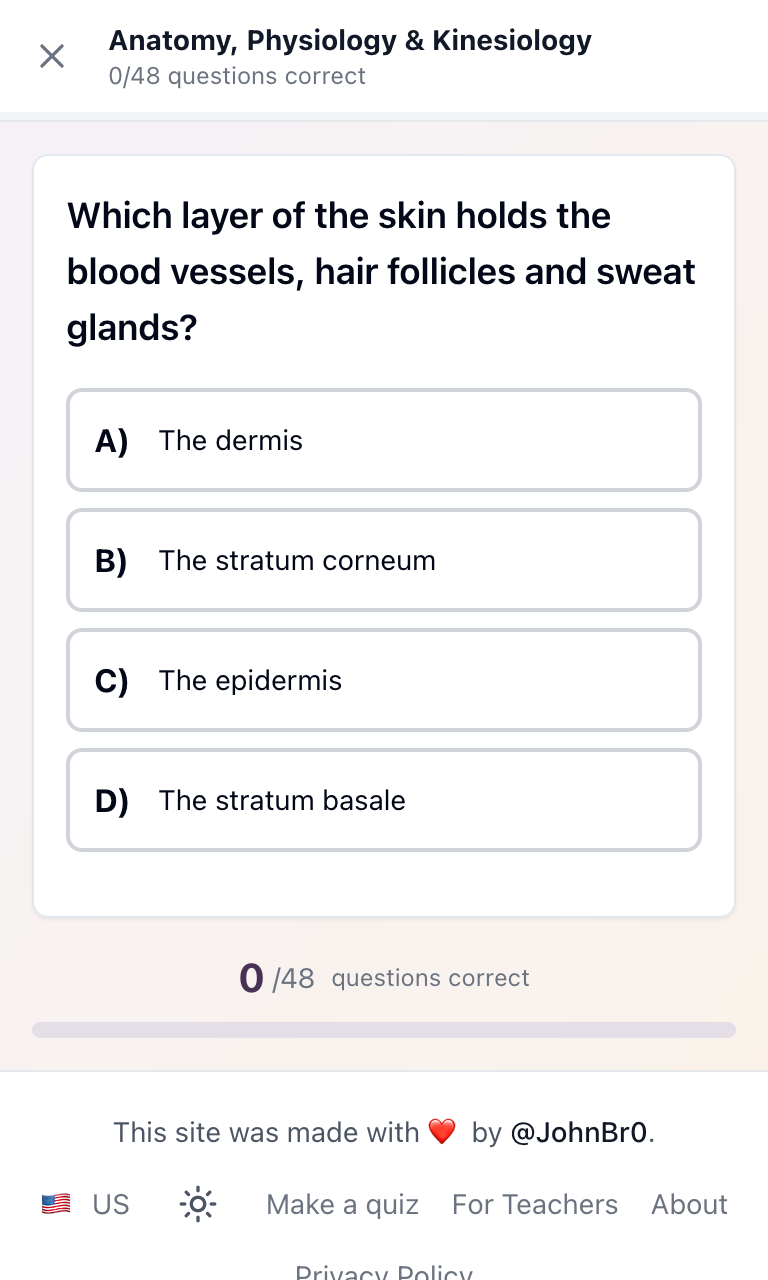 Anatomy, Physiology & Kinesiology
0/48 questions correct
Which layer of the skin holds the
blood vessels, hair follicles and sweat
glands?
A) The dermis
B) The stratum corneum
C) The epidermis
D) The stratum basale
0 /48 questions correct
This site was made with ❤️ by @JohnBr0.
🇺🇸 US Make a quiz For Teachers About
Privacy Policy